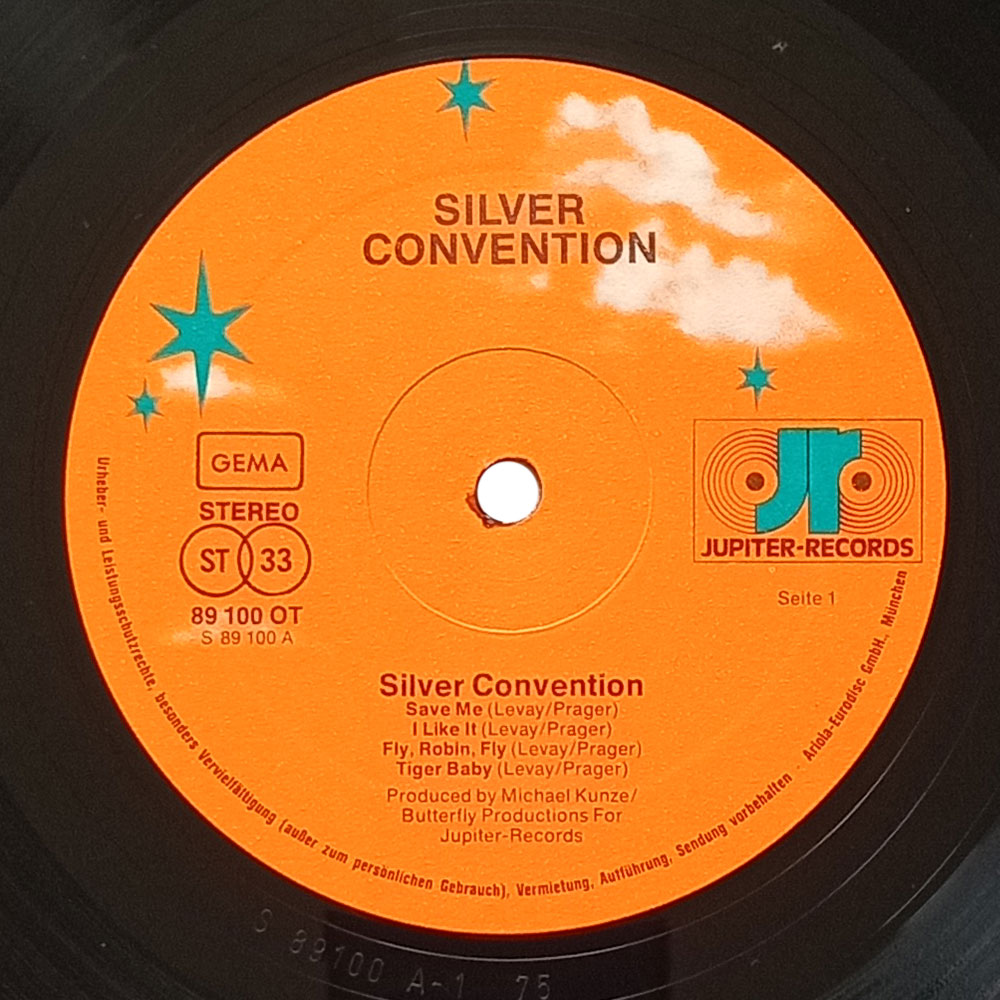 SILVER
CONVENTION
GEMA
STEREO
ST 33
89 100 OT
S 89 100 A
JR
JUPITER-RECORDS
Seite 1
Silver Convention
Save Me (Levay/Prager)
I Like It (Levay/Prager)
Fly, Robin, Fly (Levay/Prager)
Tiger Baby (Levay/Prager)
Produced by Michael Kunze/
Butterfly Productions For
Jupiter-Records
Urheber- und Leistungsschutzrechte, besonders Vervielfältigung (außer zum persönlichen Gebrauch), Vermietung, Aufführung, Sendung vorbehalten · Ariola-Eurodisc GmbH., München
S 89100 A-1 75